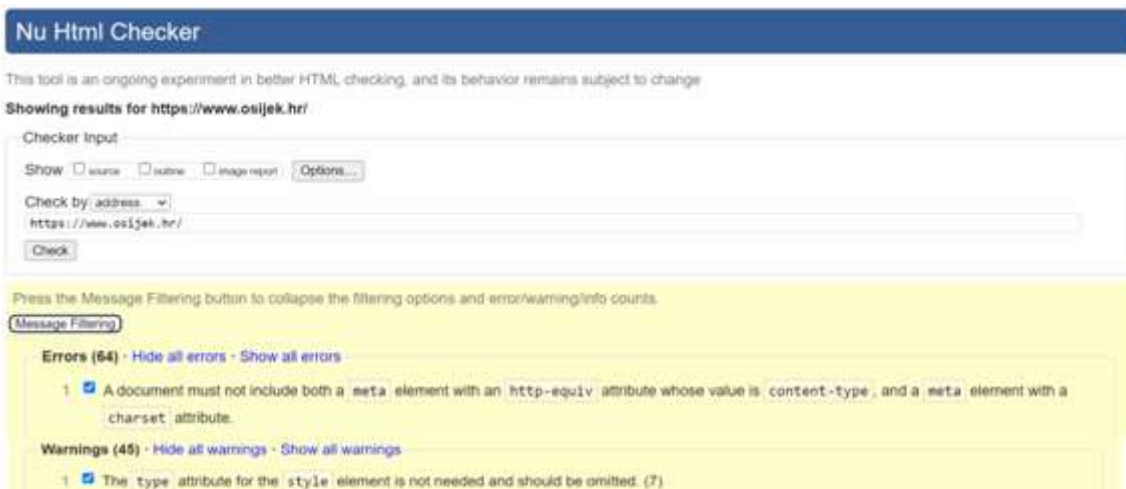 Nu Html Checker
This tool is an ongoing experiment in better HTML checking, and its behavior remains subject to change
Showing results for https://www.osijek.hr/
Checker Input
Show source outline image report Options...
Check by address
https://www.osijek.hr/
Check
Press the Message Filtering button to collapse the filtering options and error/warning/info counts.
Message Filtering
Errors (64) · Hide all errors · Show all errors
1 A document must not include both a meta element with an http-equiv attribute whose value is content-type, and a meta element with a
charset attribute.
Warnings (45) · Hide all warnings · Show all warnings
1 The type attribute for the style element is not needed and should be omitted. (7)